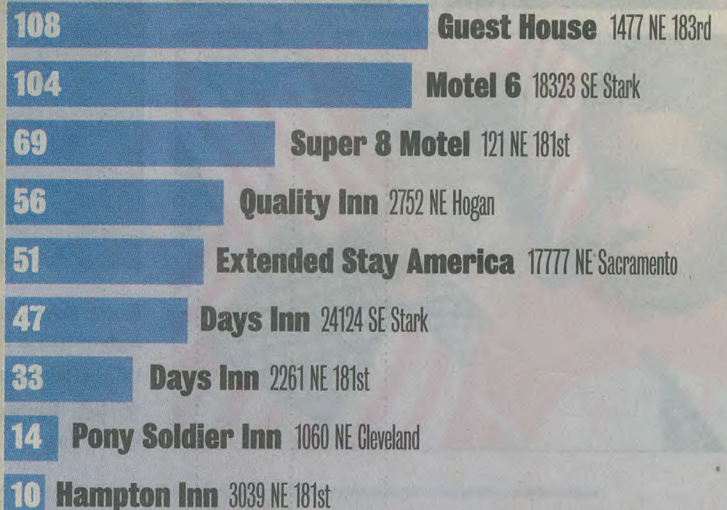 108 Guest House 1477 NE 183rd
104 Motel 6 18323 SE Stark
69 Super 8 Motel 121 NE 181st
56 Quality Inn 2752 NE Hogan
51 Extended Stay America 17777 NE Sacramento
47 Days Inn 24124 SE Stark
33 Days Inn 2261 NE 181st
14 Pony Soldier Inn 1060 NE Cleveland
10 Hampton Inn 3039 NE 181st